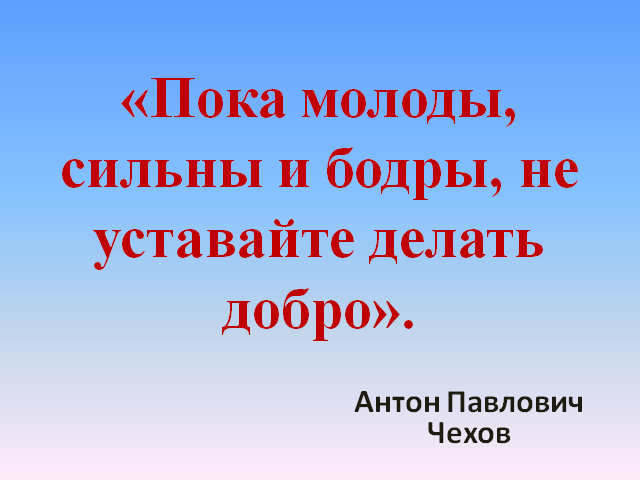 «Пока молоды,
сильны и бодры, не
уставайте делать
добро».
Антон Павлович
Чехов